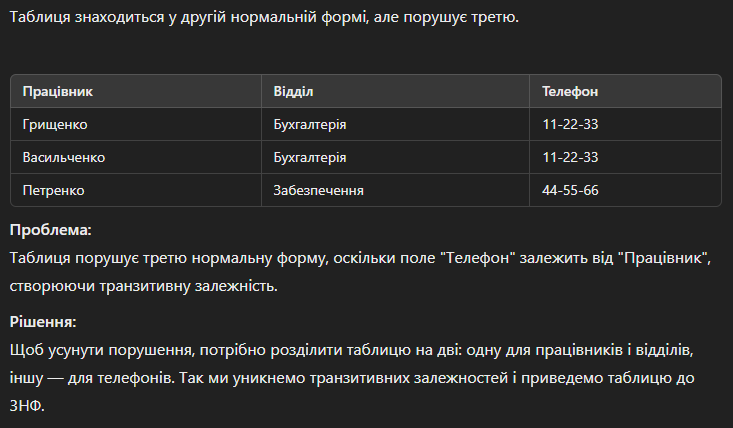 Таблиця знаходиться у другій нормальній формі, але порушує третю.
Працівник Відділ Телефон
Грищенко Бухгалтерія 11-22-33
Васильченко Бухгалтерія 11-22-33
Петренко Забезпечення 44-55-66
Проблема:
Таблиця порушує третю нормальну форму, оскільки поле "Телефон" залежить від "Працівник",
створюючи транзитивну залежність.
Рішення:
Щоб усунути порушення, потрібно розділити таблицю на дві: одну для працівників і відділів,
іншу — для телефонів. Так ми уникнемо транзитивних залежностей і приведемо таблицю до
3НФ.